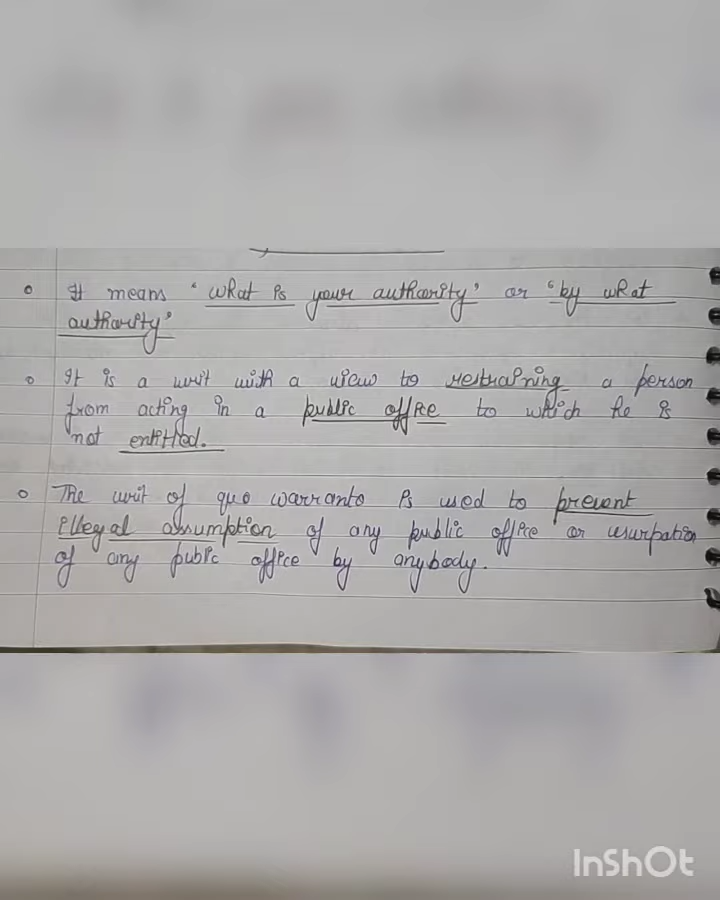 It means 'what is your authority' or 'by what
authority'
It is a writ with a view to restraining a person
from acting in a public office to which he is
not entitled.
The writ of quo warranto is used to prevent
illegal assumption of any public office or usurpation
of any public office by anybody.
InShOt